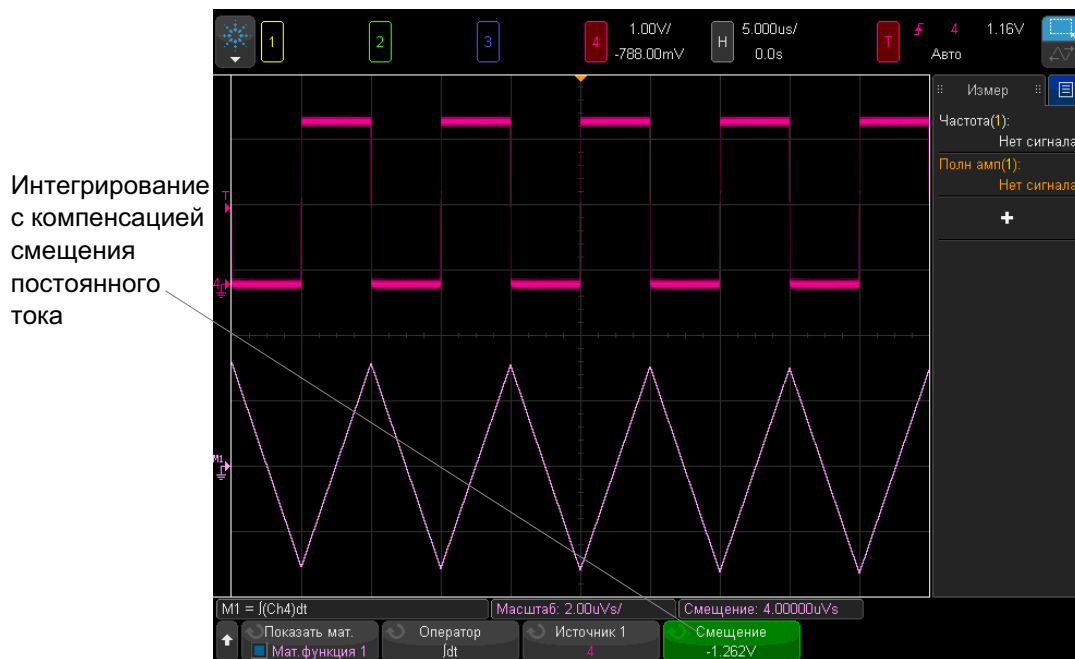 1
2
3
4
1.00V/
-788.00mV
H
5.000us/
0.0s
T
4
1.16V
Авто
Измер
Частота(1):
Нет сигнала
Полн амп(1):
Нет сигнала
+
Интегрирование
с компенсацией
смещения
постоянного
тока
T
4
M1
M1 = ∫(Ch4)dt
Масштаб: 2.00uVs/
Смещение: 4.00000uVs
Показать мат.
Мат.функция 1
Оператор
∫dt
Источник 1
4
Смещение
-1.262V